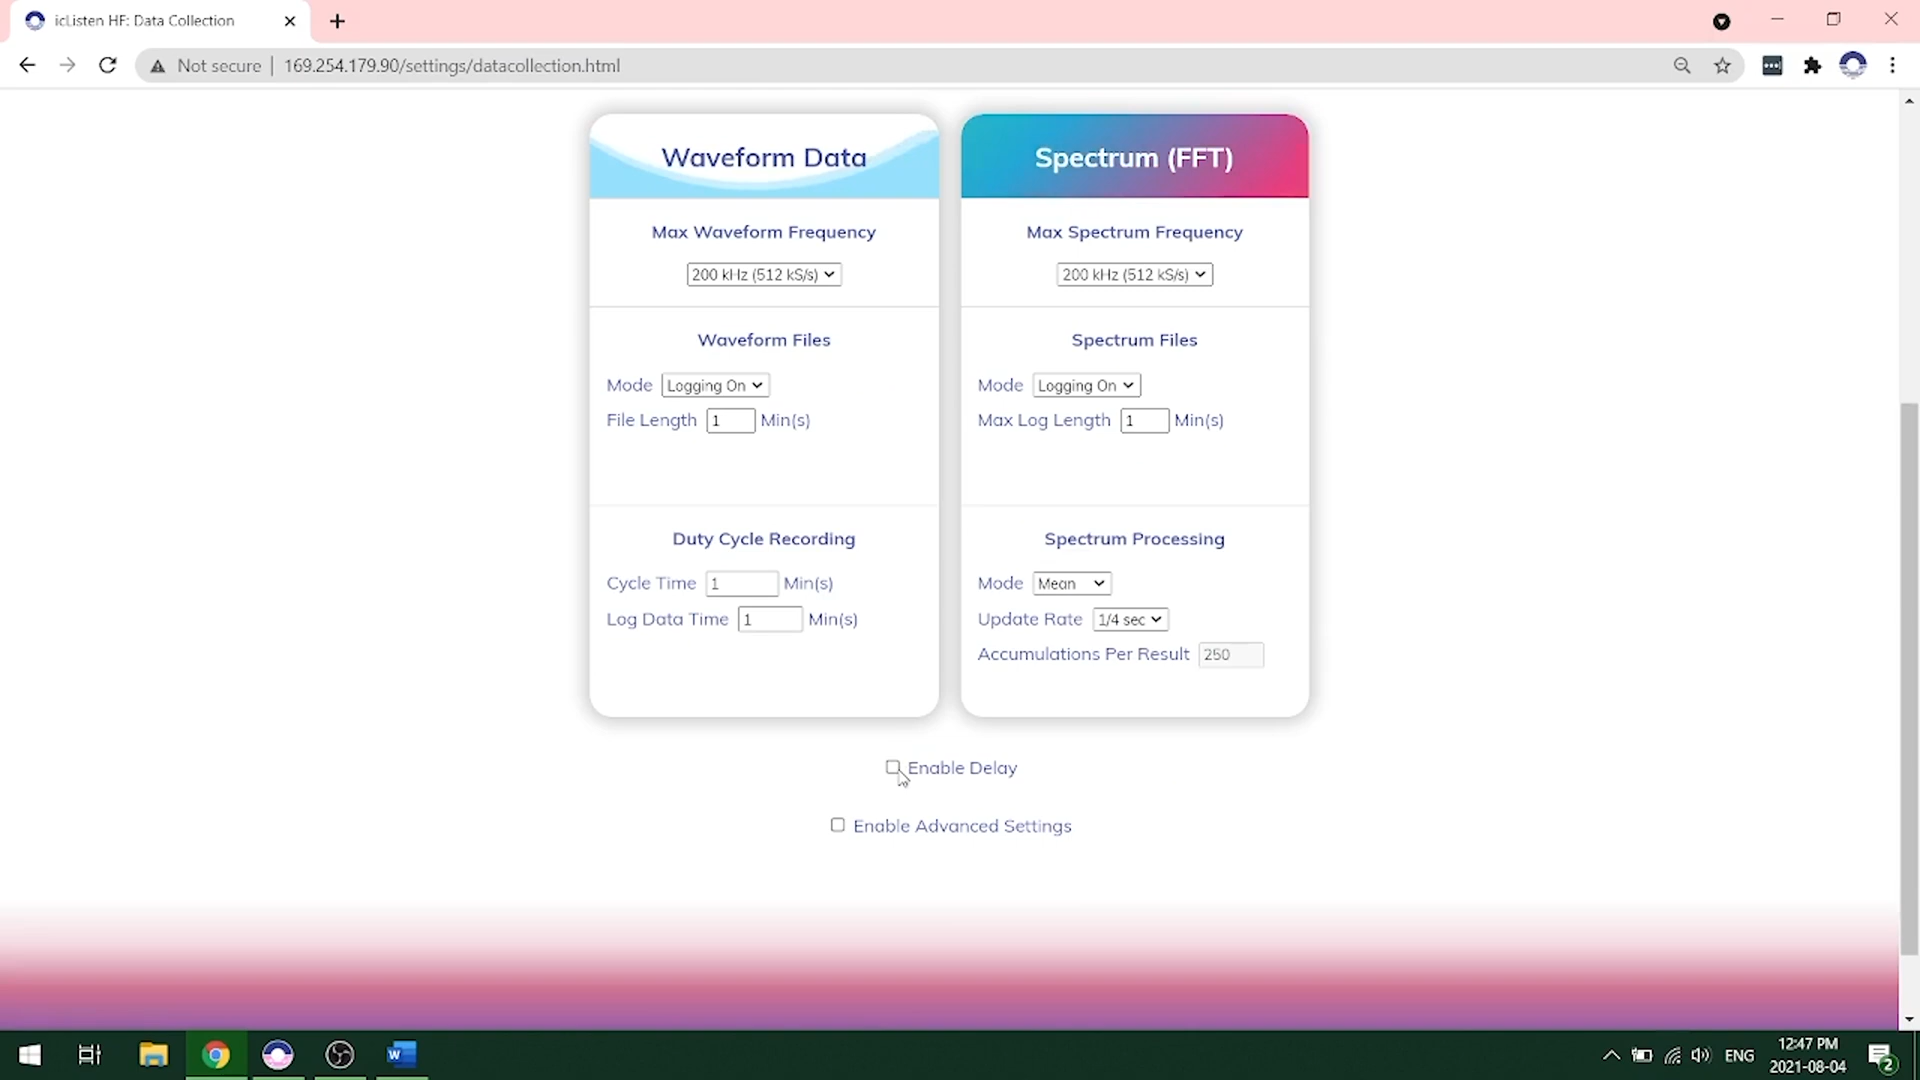 icListen HF: Data Collection
Not secure | 169.254.179.90/settings/datacollection.html
Waveform Data
Max Waveform Frequency
200 kHz (512 kS/s)
Waveform Files
Mode Logging On
File Length 1 Min(s)
Duty Cycle Recording
Cycle Time 1 Min(s)
Log Data Time 1 Min(s)
Spectrum (FFT)
Max Spectrum Frequency
200 kHz (512 kS/s)
Spectrum Files
Mode Logging On
Max Log Length 1 Min(s)
Spectrum Processing
Mode Mean
Update Rate 1/4 sec
Accumulations Per Result 250
Enable Delay
Enable Advanced Settings
W
ENG
12:47 PM
2021-08-04
2